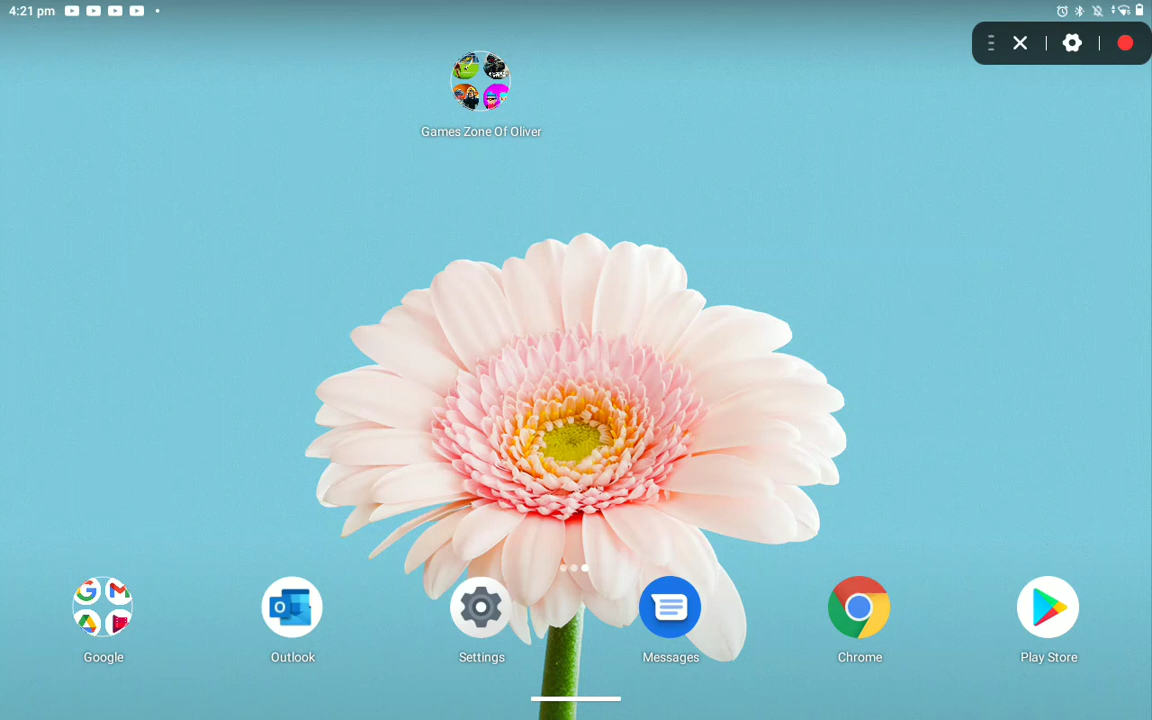 4:21 pm
Games Zone Of Oliver
Google
Outlook
Settings
Messages
Chrome
Play Store